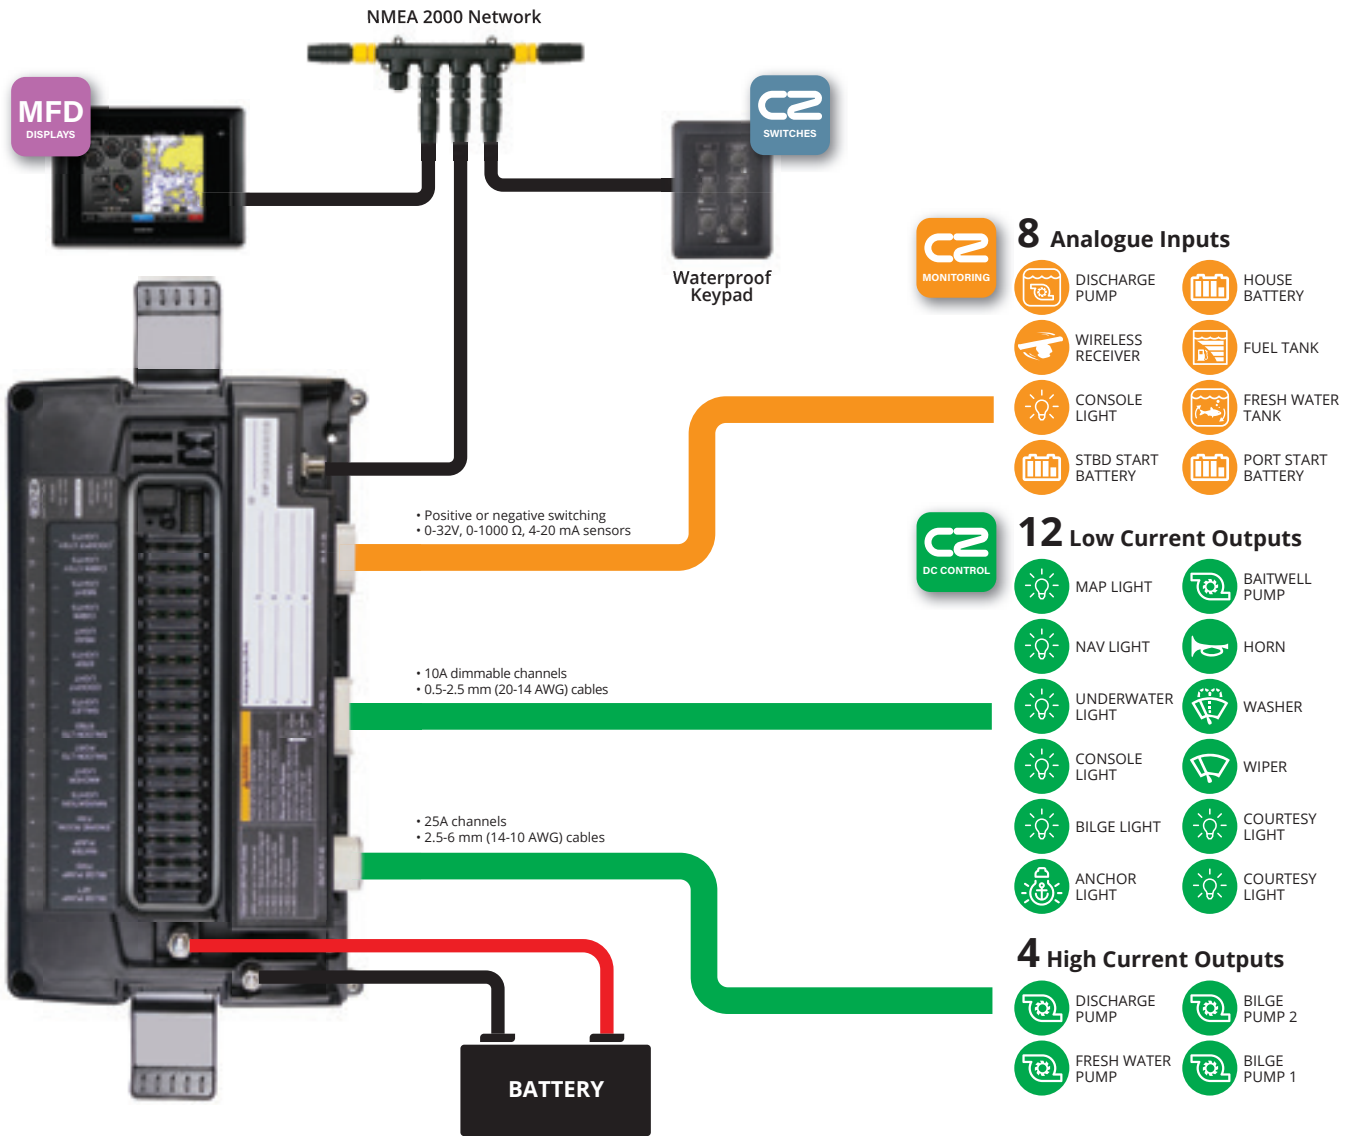 NMEA 2000 Network
MFD
DISPLAYS
CZ
SWITCHES
Waterproof
Keypad
CZ
MONITORING
8 Analogue Inputs
DISCHARGE
PUMP
HOUSE
BATTERY
WIRELESS
RECEIVER
FUEL TANK
CONSOLE
LIGHT
FRESH WATER
TANK
STBD START
BATTERY
PORT START
BATTERY
• Positive or negative switching
• 0-32V, 0-1000 Ω, 4-20 mA sensors
CZ
DC CONTROL
12 Low Current Outputs
MAP LIGHT
BAITWELL
PUMP
NAV LIGHT
HORN
UNDERWATER
LIGHT
WASHER
CONSOLE
LIGHT
WIPER
BILGE LIGHT
COURTESY
LIGHT
ANCHOR
LIGHT
COURTESY
LIGHT
• 10A dimmable channels
• 0.5-2.5 mm (20-14 AWG) cables
• 25A channels
• 2.5-6 mm (14-10 AWG) cables
4 High Current Outputs
DISCHARGE
PUMP
BILGE
PUMP 2
FRESH WATER
PUMP
BILGE
PUMP 1
BATTERY